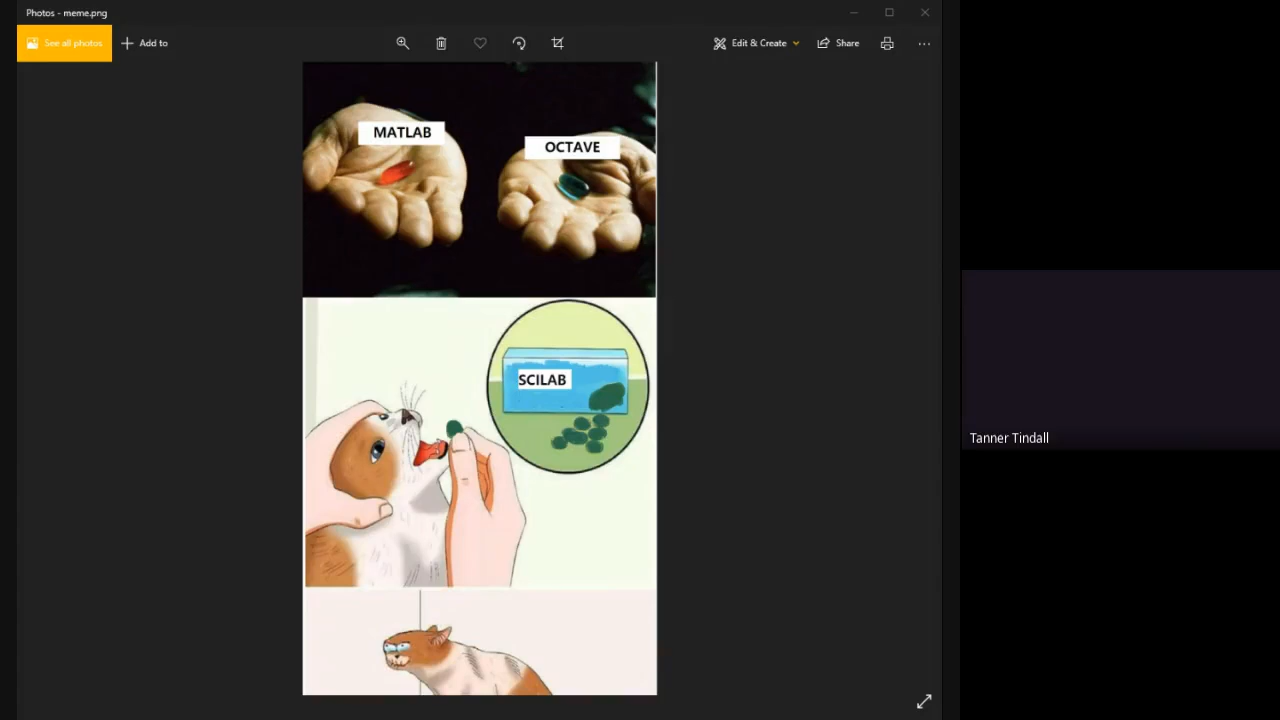 Photos - meme.png
See all photos
Add to
Edit & Create
Share
MATLAB
OCTAVE
SCILAB
Tanner Tindall